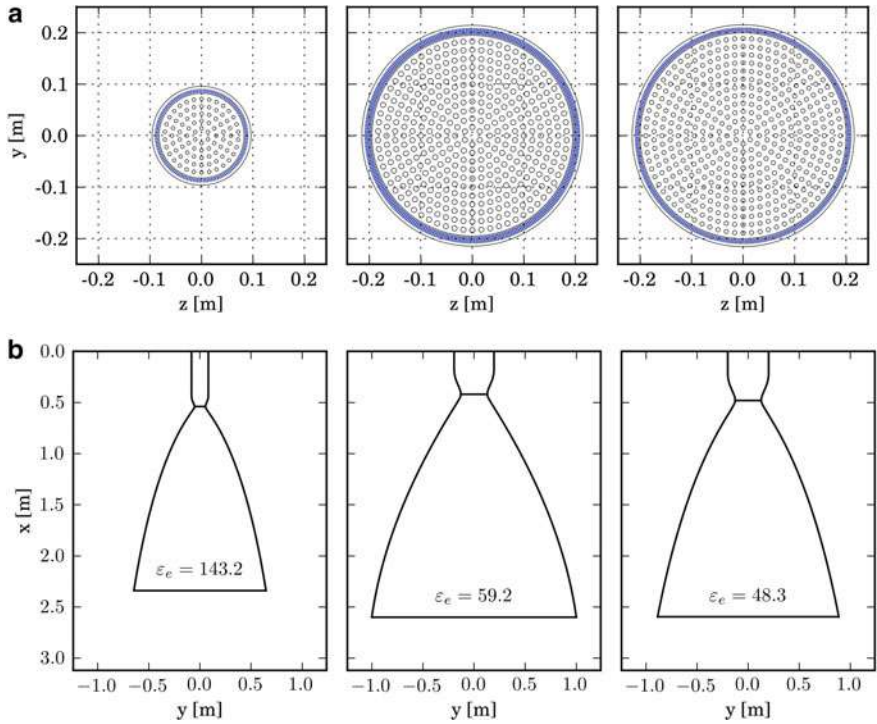 a
0.2
0.1
0.0
-0.1
-0.2
y [m]
-0.2 -0.1 0.0 0.1 0.2
-0.2 -0.1 0.0 0.1 0.2
-0.2 -0.1 0.0 0.1 0.2
z [m]
z [m]
z [m]
b
0.0
0.5
1.0
1.5
2.0
2.5
3.0
x [m]
εe = 143.2
εe = 59.2
εe = 48.3
−1.0 −0.5 0.0 0.5 1.0
−1.0 −0.5 0.0 0.5 1.0
−1.0 −0.5 0.0 0.5 1.0
y [m]
y [m]
y [m]